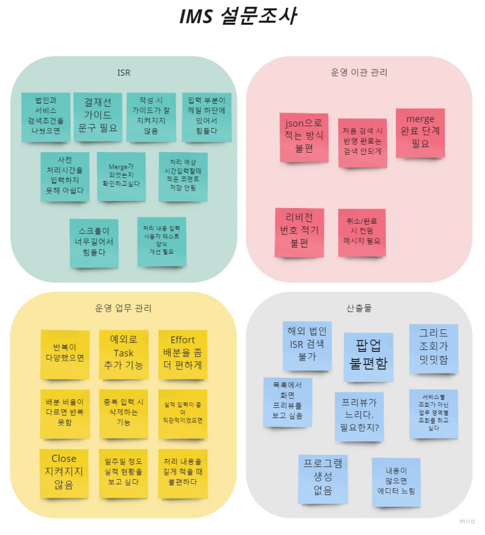 IMS 설문조사
ISR
법인과
서비스
검색조건을
나눴으면
결재선
가이드
문구 필요
작성 시
가이드가 잘
지켜지지
않음
입력 부분이
제일 하단에
있어서
힘들다
사전
처리시간을
입력하지
못해 아쉽다
Merge가
되었는지
확인하고싶다
처리 예상
시간입력할때
적은 코멘트
저장 안됨
스크롤이
너무길어서
힘들다
처리 내용 입력
사용자 테스트
양식
개선 필요
운영 이관 관리
json으로
적는 방식
불편
처음 검색 시
반영 완료는
검색 안되게
merge
완료 단계
필요
리비전
번호 적기
불편
취소/완료
시 컨펌
메시지 필요
운영 업무 관리
반복이
다양했으면
예외로
Task
추가 기능
Effort
배분을 좀
더 편하게
배분 비율이
다르면 반복
못함
중복 입력 시
삭제하는
기능
실적 입력이 좀
더
직관적이었으면
Close
지켜지지
않음
일주일 정도
실적 현황을
보고 싶다
처리 내용을
길게 적을 때
불편하다
산출물
해외 법인
ISR 검색
불가
팝업
불편함
그리드
조회가
밋밋함
목록에서
화면
프리뷰를
보고 싶음
프리뷰가
느리다.
필요한지?
서비스별
조회가 아닌
업무 영역별
조회를 하고
싶다
프로그램
생성
없음
내용이
많으면
에디터 느림
miro